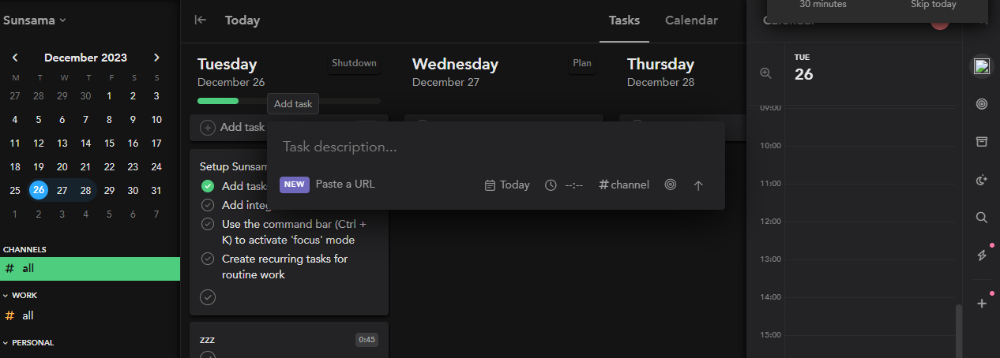 Sunsama
December 2023
M T W T F S S
27 28 29 30 1 2 3
4 5 6 7 8 9 10
11 12 13 14 15 16 17
18 19 20 21 22 23 24
25 26 27 28 29 30 31
1 2 3 4 5 6 7
CHANNELS
# all
WORK
# all
PERSONAL
Today
Tasks Calendar
Tuesday Shutdown
December 26
Add task
Add task
Setup Sunsama
Add tasks
Add
Use the command bar (Ctrl +
K) to activate 'focus' mode
Create recurring tasks for
routine work
zzz 0:45
Wednesday Plan
December 27
Thursday
December 28
Task description...
NEW Paste a URL Today --:-- # channel
30 minutes Skip today
Calendar
TUE
26
09:00
10:00
11:00
12:00
13:00
14:00
15:00